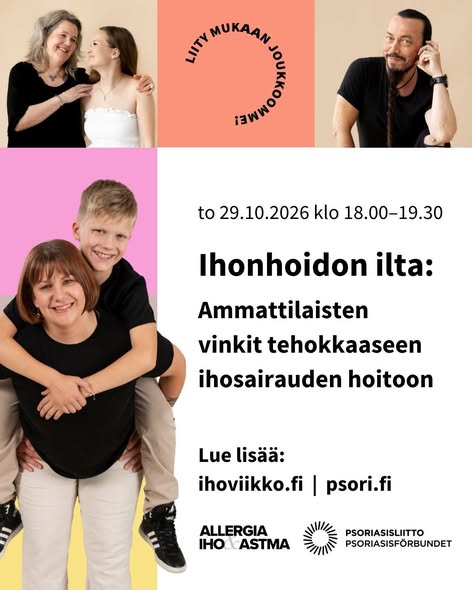 LIITY MUKAAN JOUKKOOMME!
to 29.10.2026 klo 18.00–19.30
Ihonhoidon ilta:
Ammattilaisten
vinkit tehokkaaseen
ihosairauden hoitoon
Lue lisää:
ihoviikko.fi | psori.fi
ALLERGIA
IHO&ASTMA
PSORIASISLIITTO
PSORIASISFÖRBUNDET